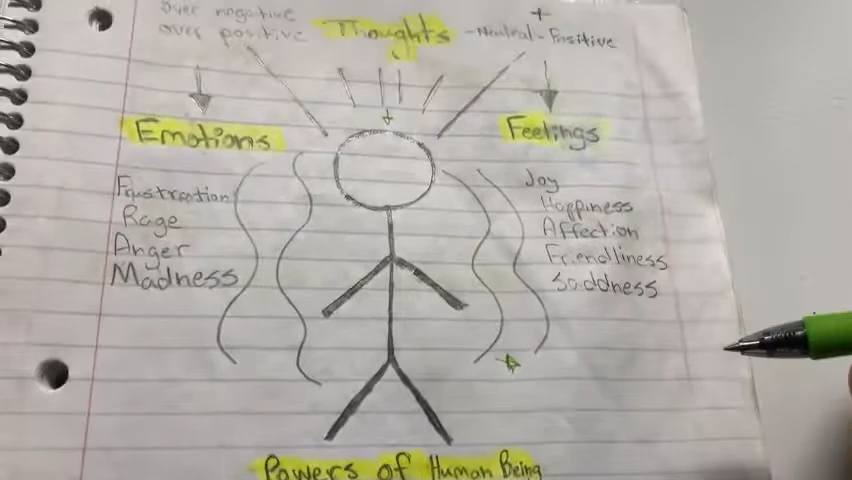 over negative
over positive
Thoughts
+
-Neutral-Positive
Emotions
Feelings
Frustreation
Rage
Anger
Madness
Joy
Happiness
Affection
Friendliness
Saddness
Powers of Human Being